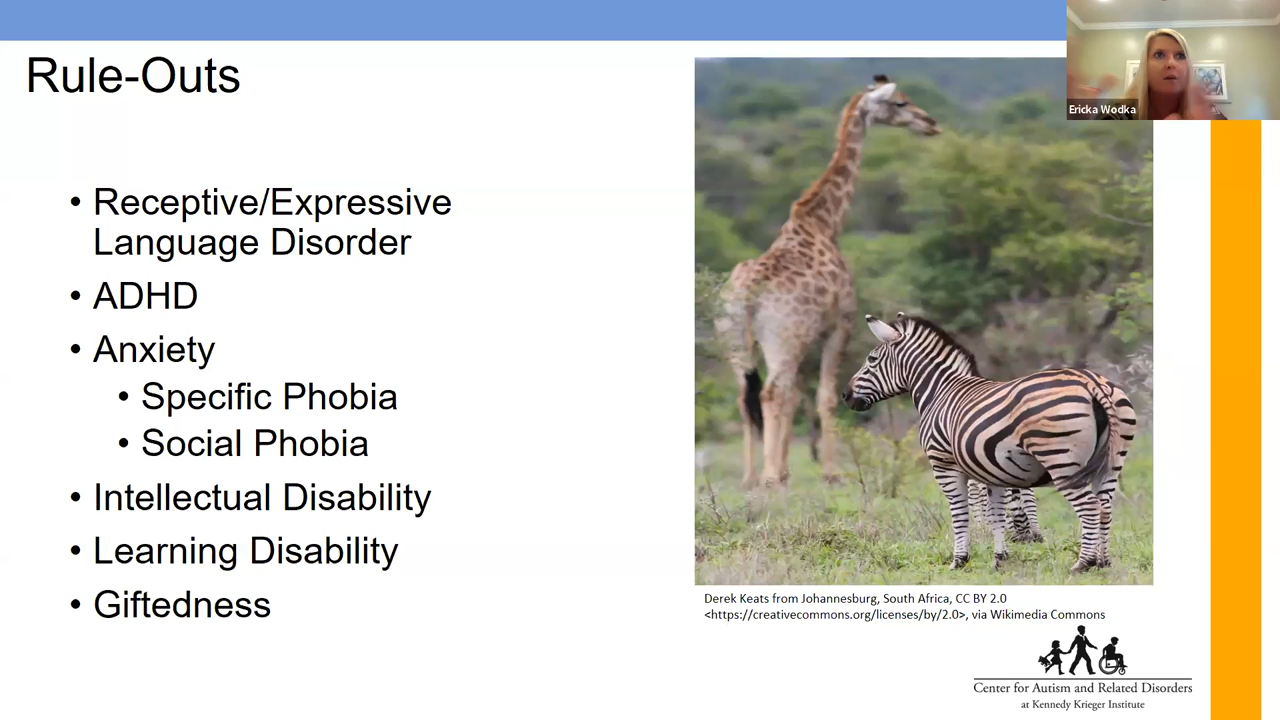 Rule-Outs
Ericka Wodka
• Receptive/Expressive
Language Disorder
• ADHD
• Anxiety
• Specific Phobia
• Social Phobia
• Intellectual Disability
• Learning Disability
• Giftedness
Derek Keats from Johannesburg, South Africa, CC BY 2.0
<https://creativecommons.org/licenses/by/2.0>, via Wikimedia Commons
Center for Autism and Related Disorders
at Kennedy Krieger Institute